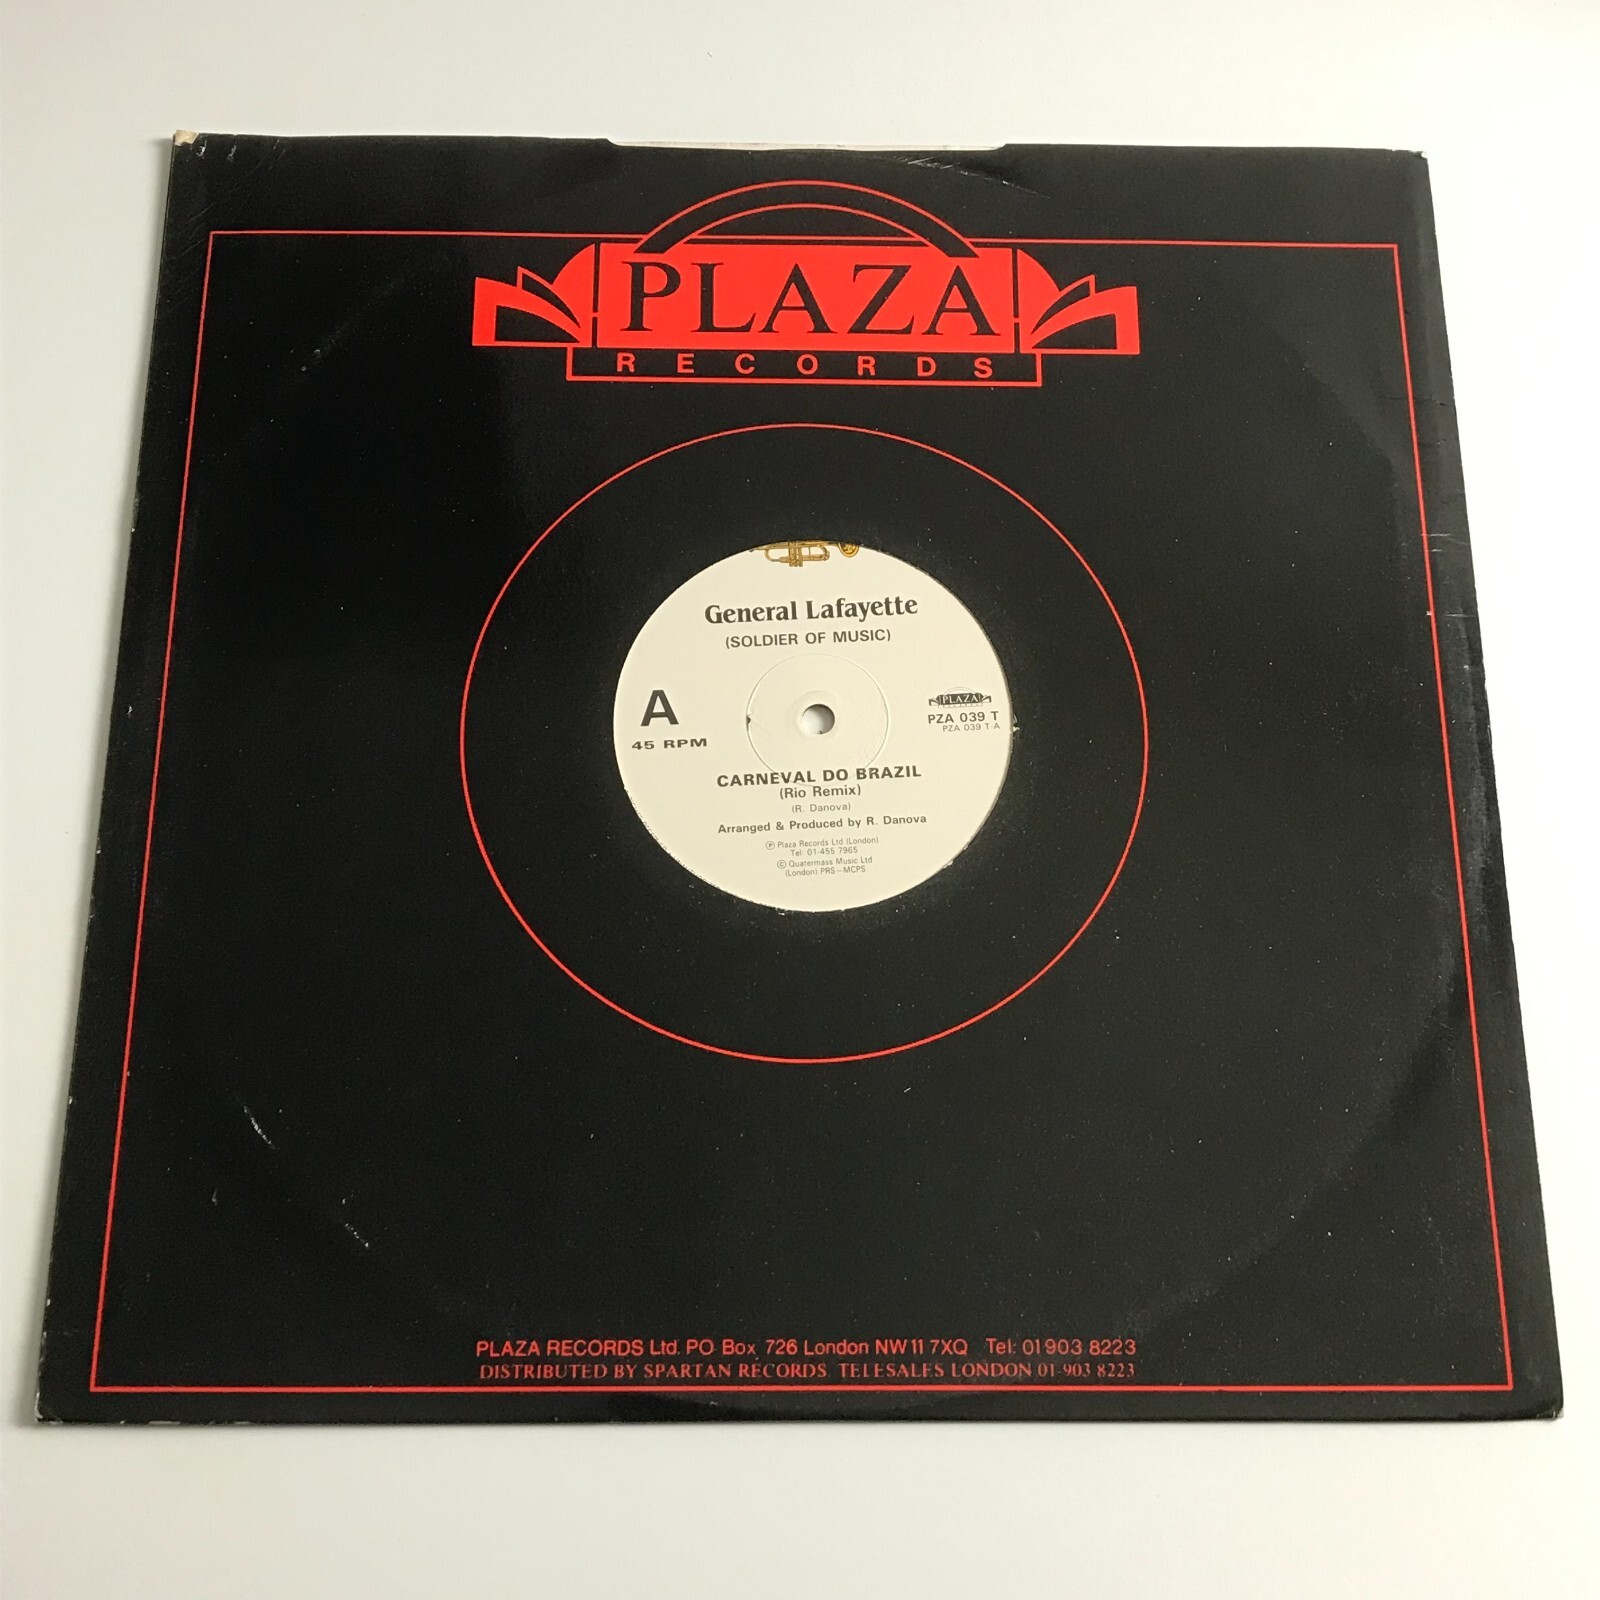 PLAZA
RECORDS
General Lafayette
(SOLDIER OF MUSIC)
A
45 RPM
PLAZA
PZA 039 T
PZA 039 T-A
CARNEVAL DO BRAZIL
(Rio Remix)
(R. Danova)
Arranged & Produced by R. Danova
Ⓟ Plaza Records Ltd (London)
Tel: 01-455 7965
© Quatermass Music Ltd
(London) PRS–MCPS
PLAZA RECORDS Ltd. PO Box 726 London NW11 7XQ Tel: 01 903 8223
DISTRIBUTED BY SPARTAN RECORDS TELESALES LONDON 01-903 8223